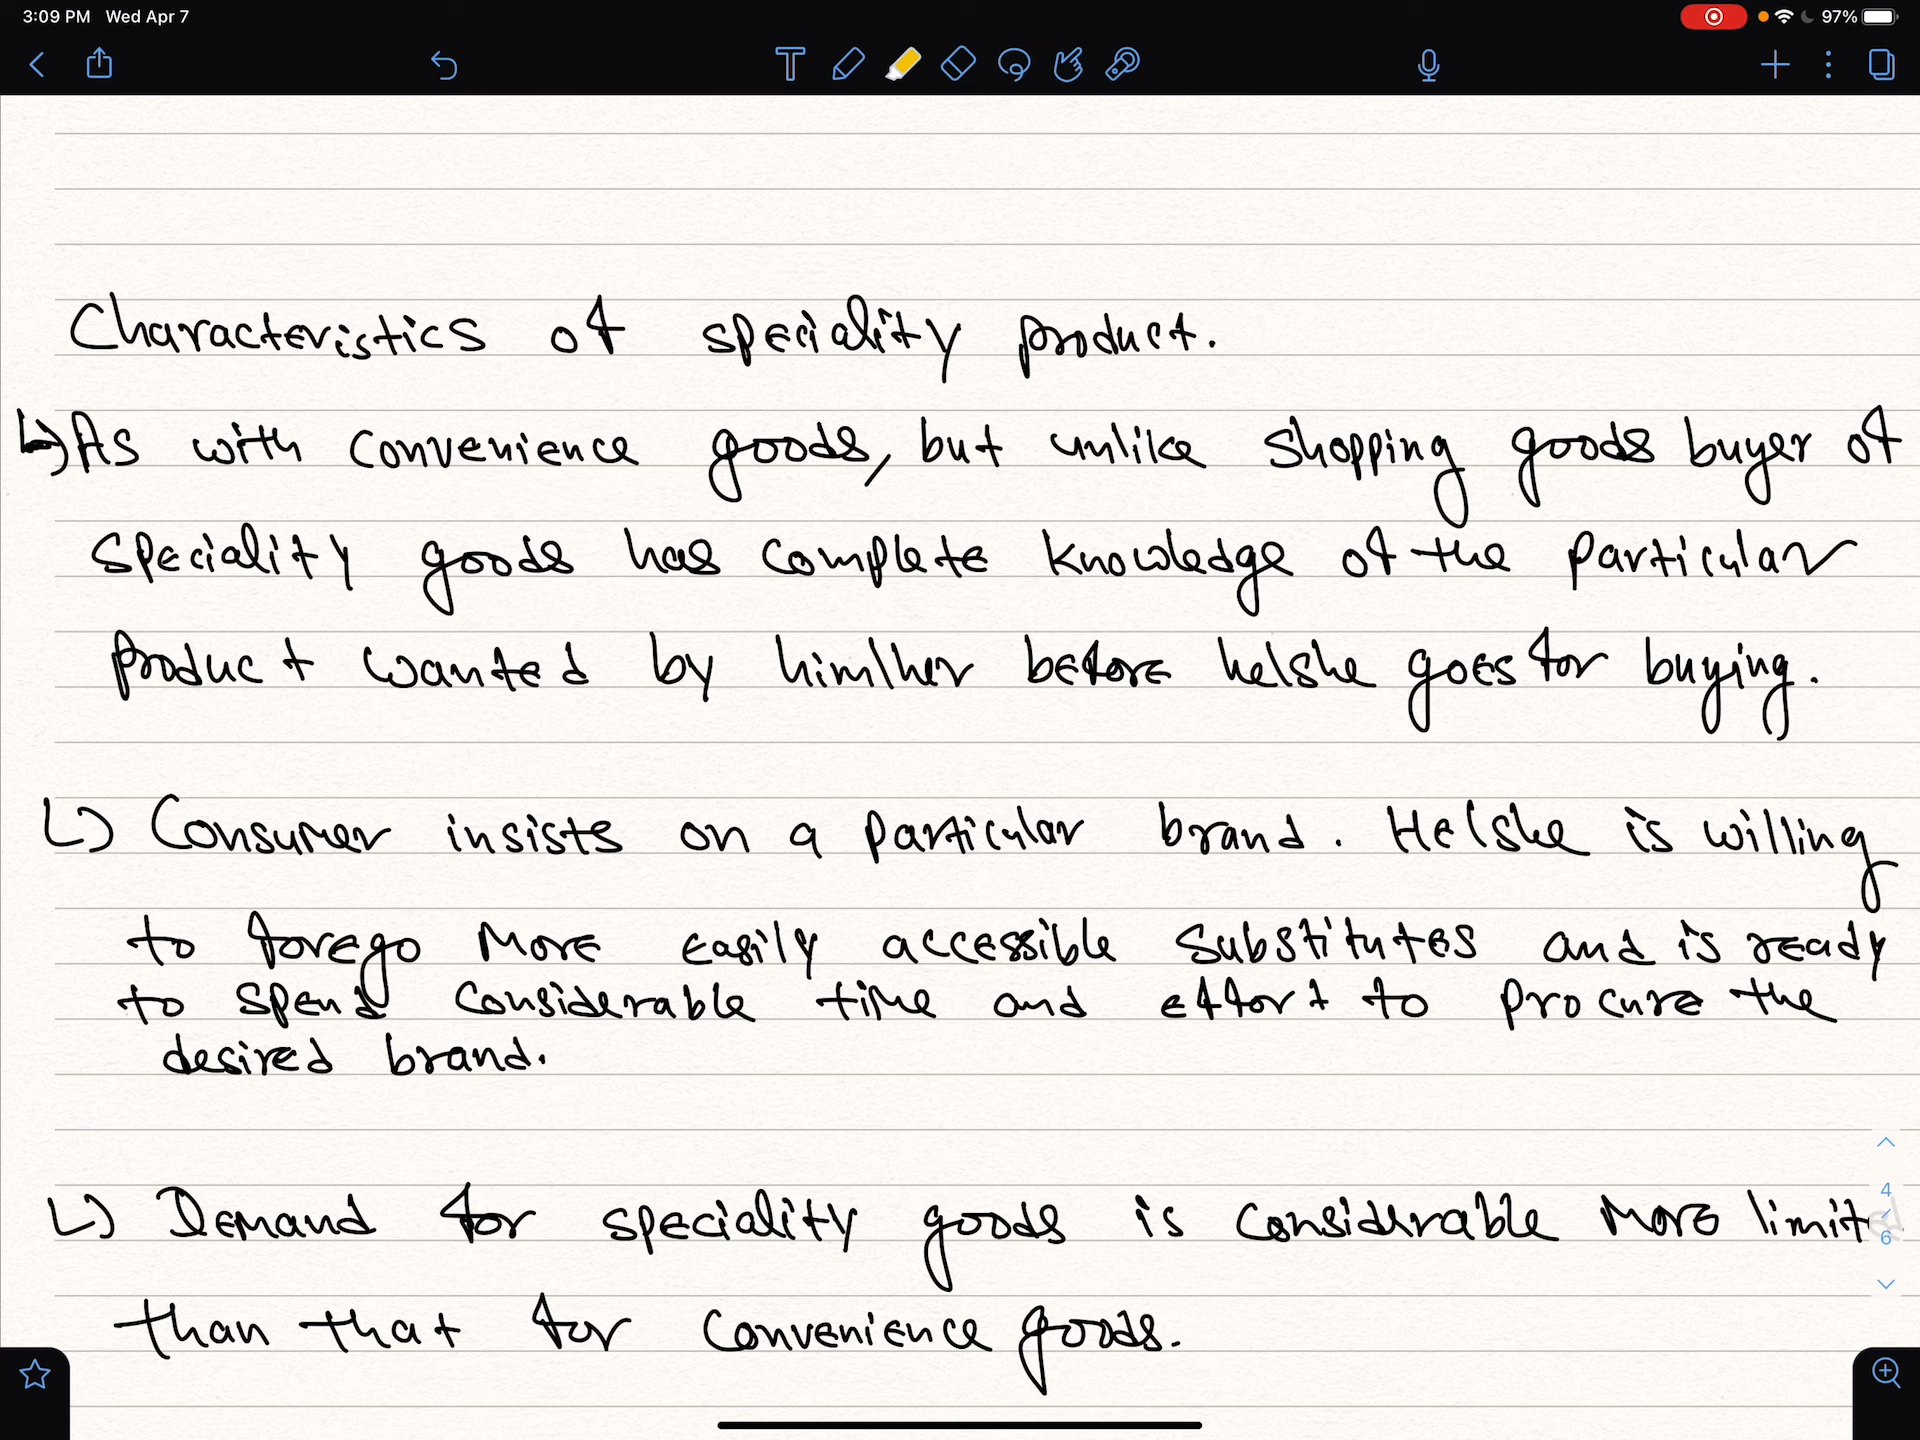 3:09 PM Wed Apr 7
97%
Characteristics of speciality product.
As with convenience goods, but unlike shopping goods buyer of
speciality goods has complete knowledge of the particular
product wanted by him/her before he/she goes for buying.
Consumer insists on a particular brand. He/she is willing
to forego more easily accessible substitutes and is ready
to spend considerable time and effort to procure the
desired brand.
Demand for speciality goods is considerable more limited
than that for convenience goods.
4
6